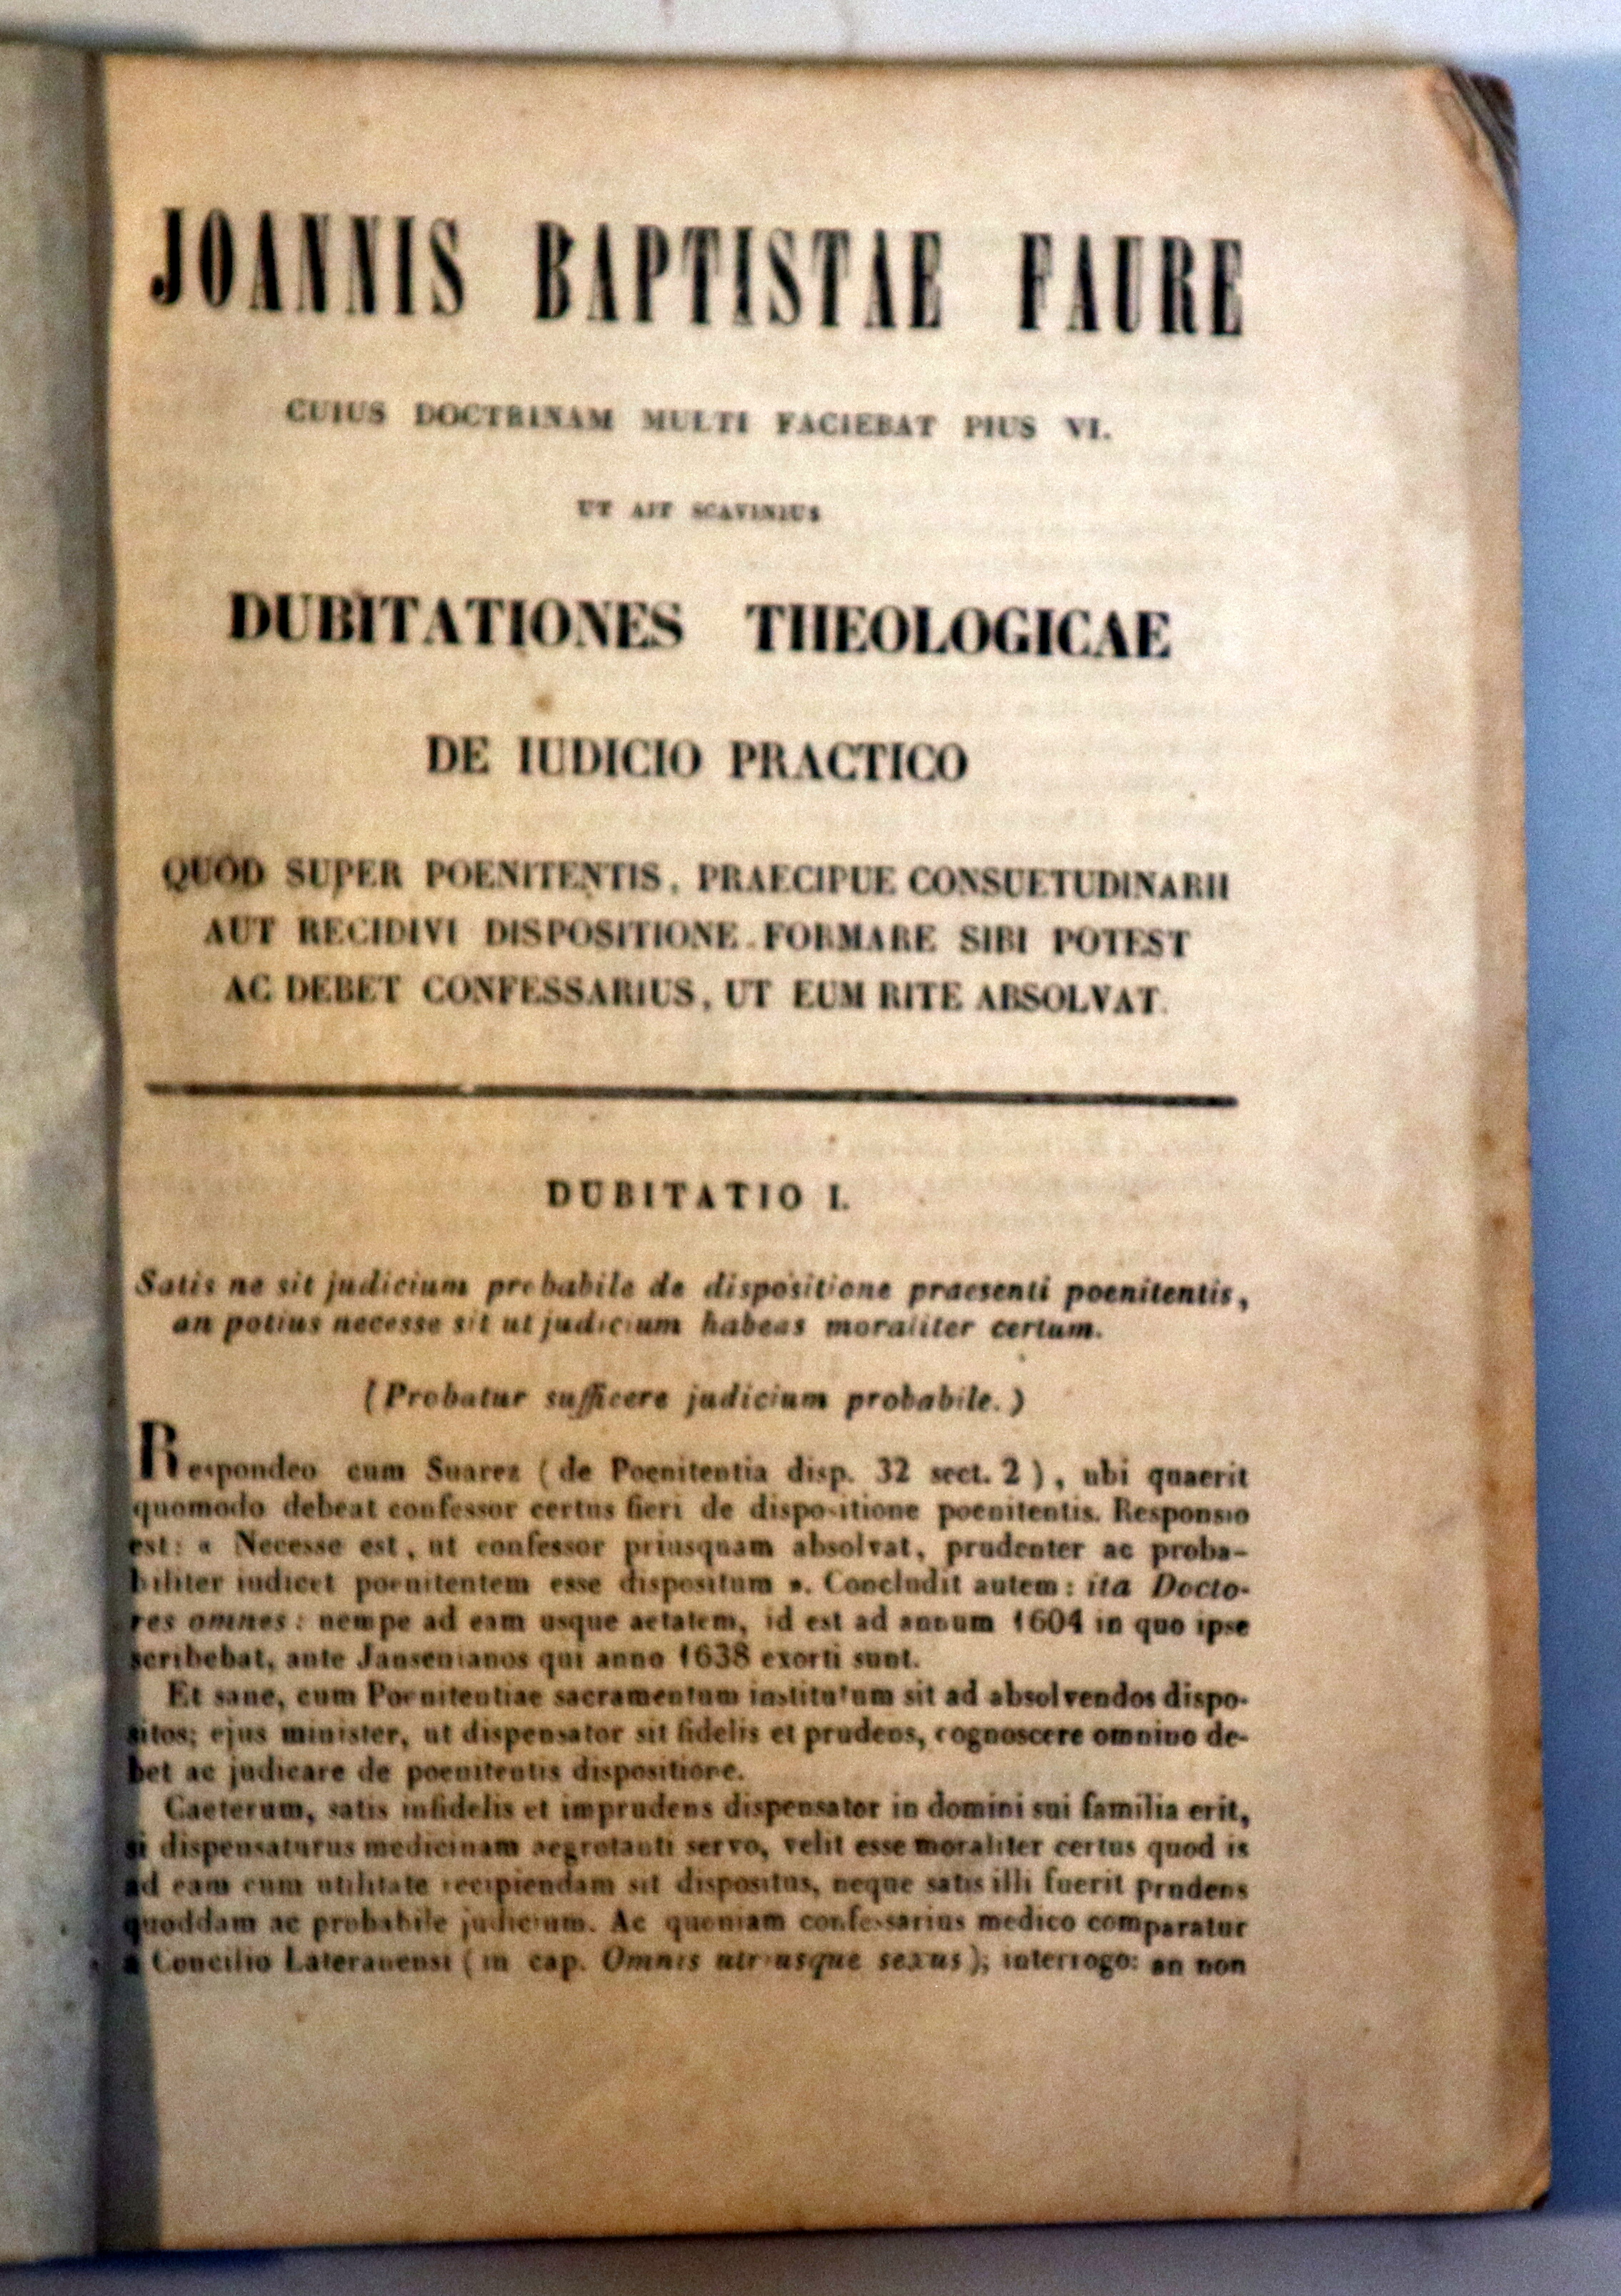 JOANNIS BAPTISTAE FAURE
CUIUS DOCTRINAM MULTI FACIEBAT PIUS VI.
UT AIT SCAVINIUS
DUBITATIONES THEOLOGICAE
DE IUDICIO PRACTICO
QUOD SUPER POENITENTIS, PRAECIPUE CONSUETUDINARII
AUT RECIDIVI DISPOSITIONE FORMARE SIBI POTEST
AC DEBET CONFESSARIUS, UT EUM RITE ABSOLVAT.
DUBITATIO I.
Satis ne sit judicium probabile de dispositione praesenti poenitentis,
an potius necesse sit ut judicium habeas moraliter certum.
(Probatur sufficere judicium probabile.)
Respondeo cum Suarez (de Poenitentia disp. 32 sect. 2), ubi quaerit
quomodo debeat confessor certus fieri de dispositione poenitentis. Responsio
est: « Necesse est, ut confessor priusquam absolvat, prudenter ac proba-
biliter iudicet poenitentem esse dispositum ». Concludit autem: ita Docto-
res omnes: nempe ad eam usque aetatem, id est ad annum 1604 in quo ipse
scribebat, ante Jansenianos qui anno 1638 exorti sunt.
Et sane, cum Poenitentiae sacramentum institutum sit ad absolvendos dispo-
sitos; ejus minister, ut dispensator sit fidelis et prudens, cognoscere omnino de-
bet ac judicare de poenitentis dispositione.
Caeterum, satis infidelis et imprudens dispensator in domini sui familia erit,
si dispensaturus medicinam aegrotanti servo, velit esse moraliter certus quod is
ad eam cum utilitate recipiendam sit dispositus, neque satis illi fuerit prudens
quoddam ac probabile judicium. Ac quoniam confessarius medico comparatur
a Concilio Lateranensi (in cap. Omnis utriusque sexus); interrogo: an non